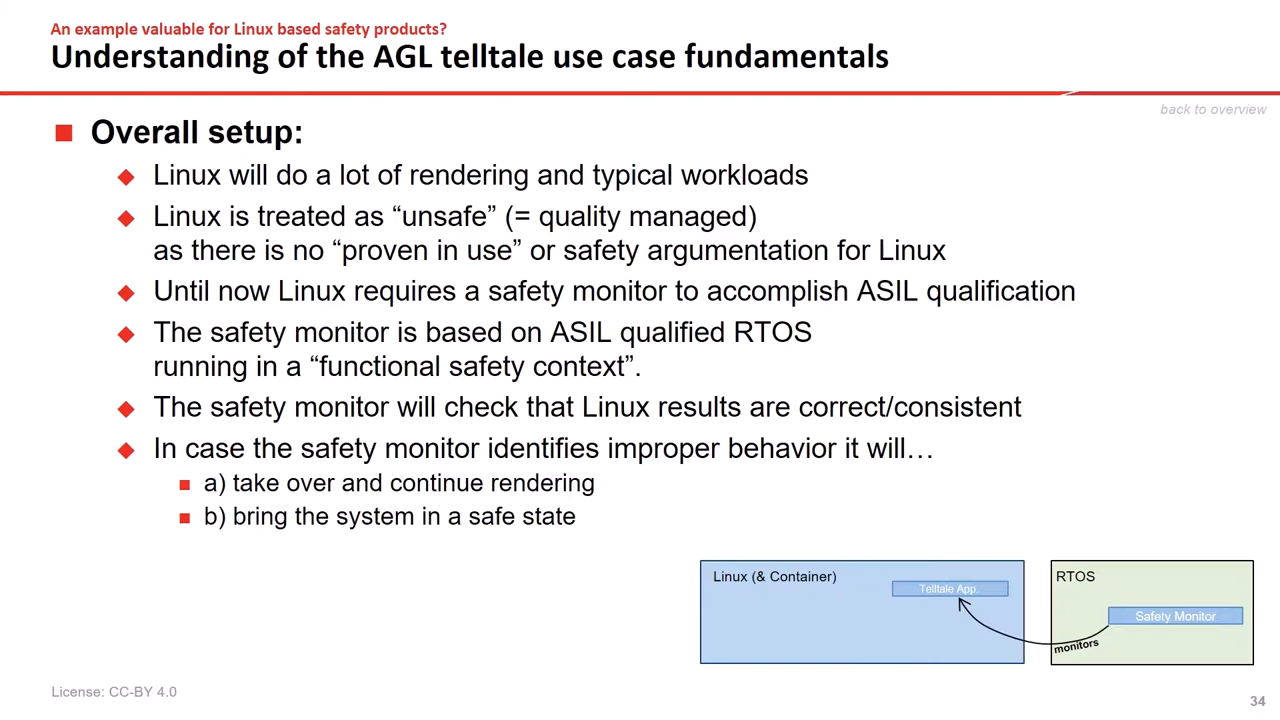 An example valuable for Linux based safety products?
Understanding of the AGL telltale use case fundamentals
back to overview
Overall setup:
Linux will do a lot of rendering and typical workloads
Linux is treated as “unsafe” (= quality managed)
as there is no “proven in use” or safety argumentation for Linux
Until now Linux requires a safety monitor to accomplish ASIL qualification
The safety monitor is based on ASIL qualified RTOS
running in a “functional safety context”.
The safety monitor will check that Linux results are correct/consistent
In case the safety monitor identifies improper behavior it will…
a) take over and continue rendering
b) bring the system in a safe state
Linux (& Container)
Telltale App.
RTOS
Safety Monitor
monitors
License: CC-BY 4.0
34